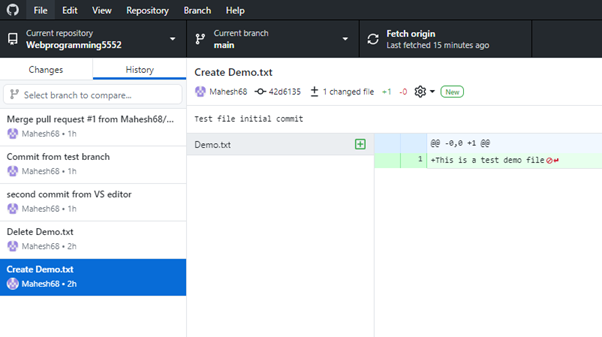 File Edit View Repository Branch Help
Current repository
Webprogramming5552
Current branch
main
Fetch origin
Last fetched 15 minutes ago
Changes History
Select branch to compare...
Merge pull request #1 from Mahesh68/...
Mahesh68 • 1h
Commit from test branch
Mahesh68 • 1h
second commit from VS editor
Mahesh68 • 1h
Delete Demo.txt
Mahesh68 • 2h
Create Demo.txt
Mahesh68 • 2h
Create Demo.txt
Mahesh68 42d6135 1 changed file +1 -0 New
Test file initial commit
Demo.txt
@@ -0,0 +1 @@
1 +This is a test demo file